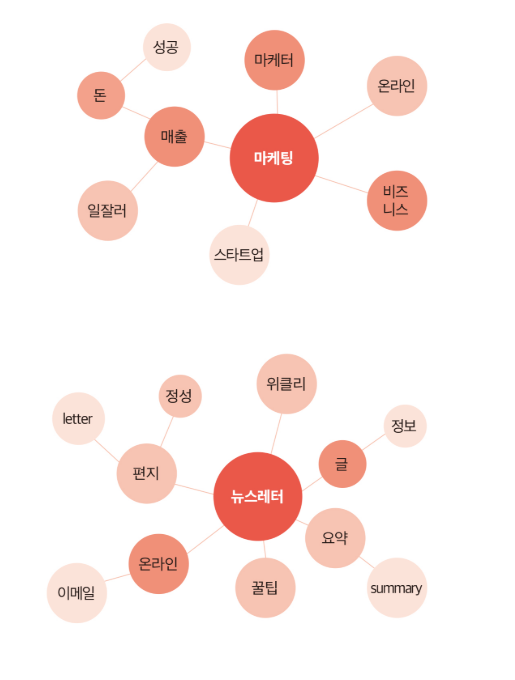 성공
마케터
돈
온라인
매출
마케팅
일잘러
비즈
니스
스타트업
위클리
정성
letter
정보
편지
글
뉴스레터
요약
온라인
이메일
꿀팁
summary